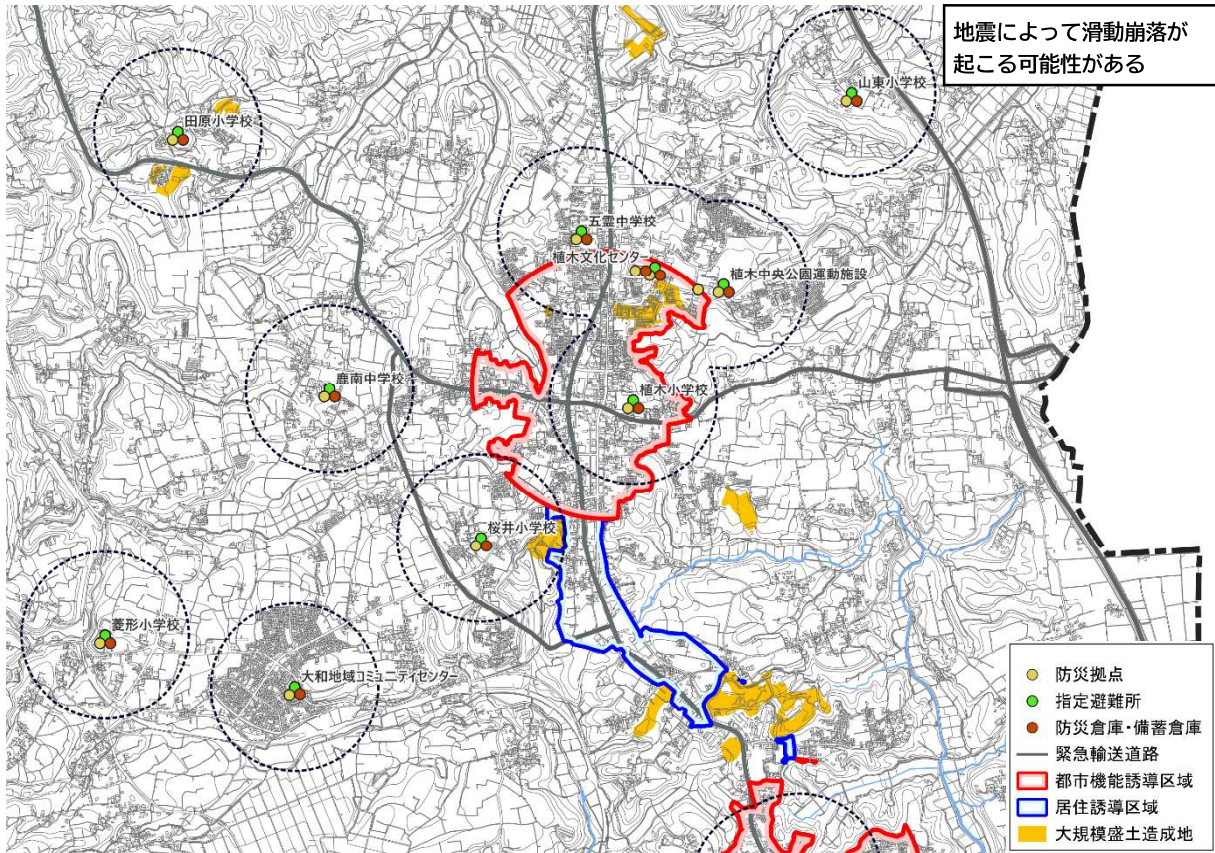 地震によって滑動崩落が
起こる可能性がある
山東小学校
田原小学校
五霊中学校
植木文化センター
植木中央公園運動施設
鹿南中学校
植木小学校
桜井小学校
菱形小学校
大和地域コミュニティセンター
防災拠点
指定避難所
防災倉庫・備蓄倉庫
緊急輸送道路
都市機能誘導区域
居住誘導区域
大規模盛土造成地